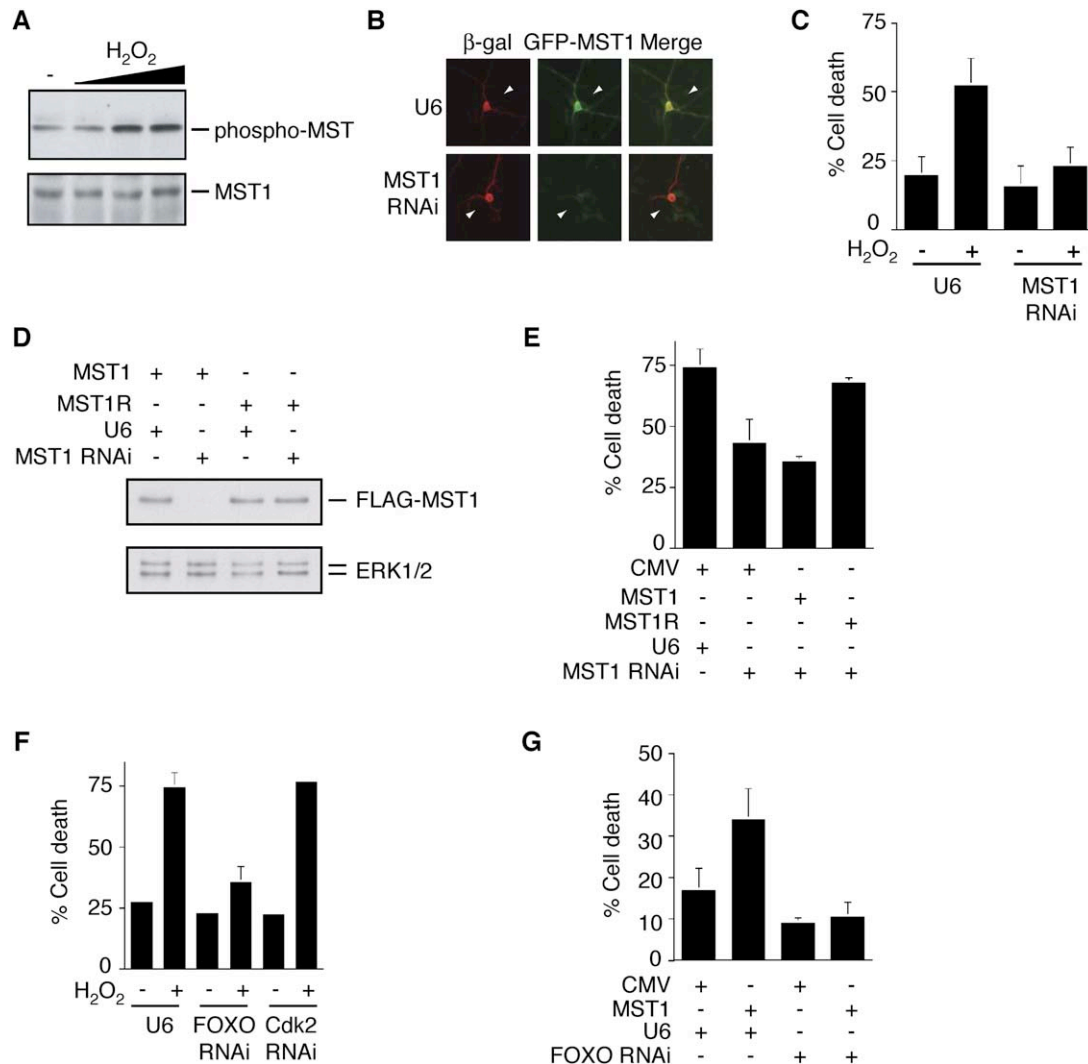 A
H2O2
-
phospho-MST
MST1
B
β-gal GFP-MST1 Merge
U6
MST1
RNAi
C
75
50
25
0
% Cell death
H2O2 - + - +
U6 MST1
RNAi
D
MST1 + + - -
MST1R - - + +
U6 + - + -
MST1 RNAi - + - +
FLAG-MST1
ERK1/2
E
75
50
25
0
% Cell death
CMV + + - -
MST1 - - + -
MST1R - - - +
U6 + - - -
MST1 RNAi - + + +
F
75
50
25
0
% Cell death
H2O2 - + - + - +
U6 FOXO Cdk2
RNAi RNAi
G
50
40
30
20
10
0
% Cell death
CMV + - + -
MST1 - + - +
U6 + + - -
FOXO RNAi - - + +